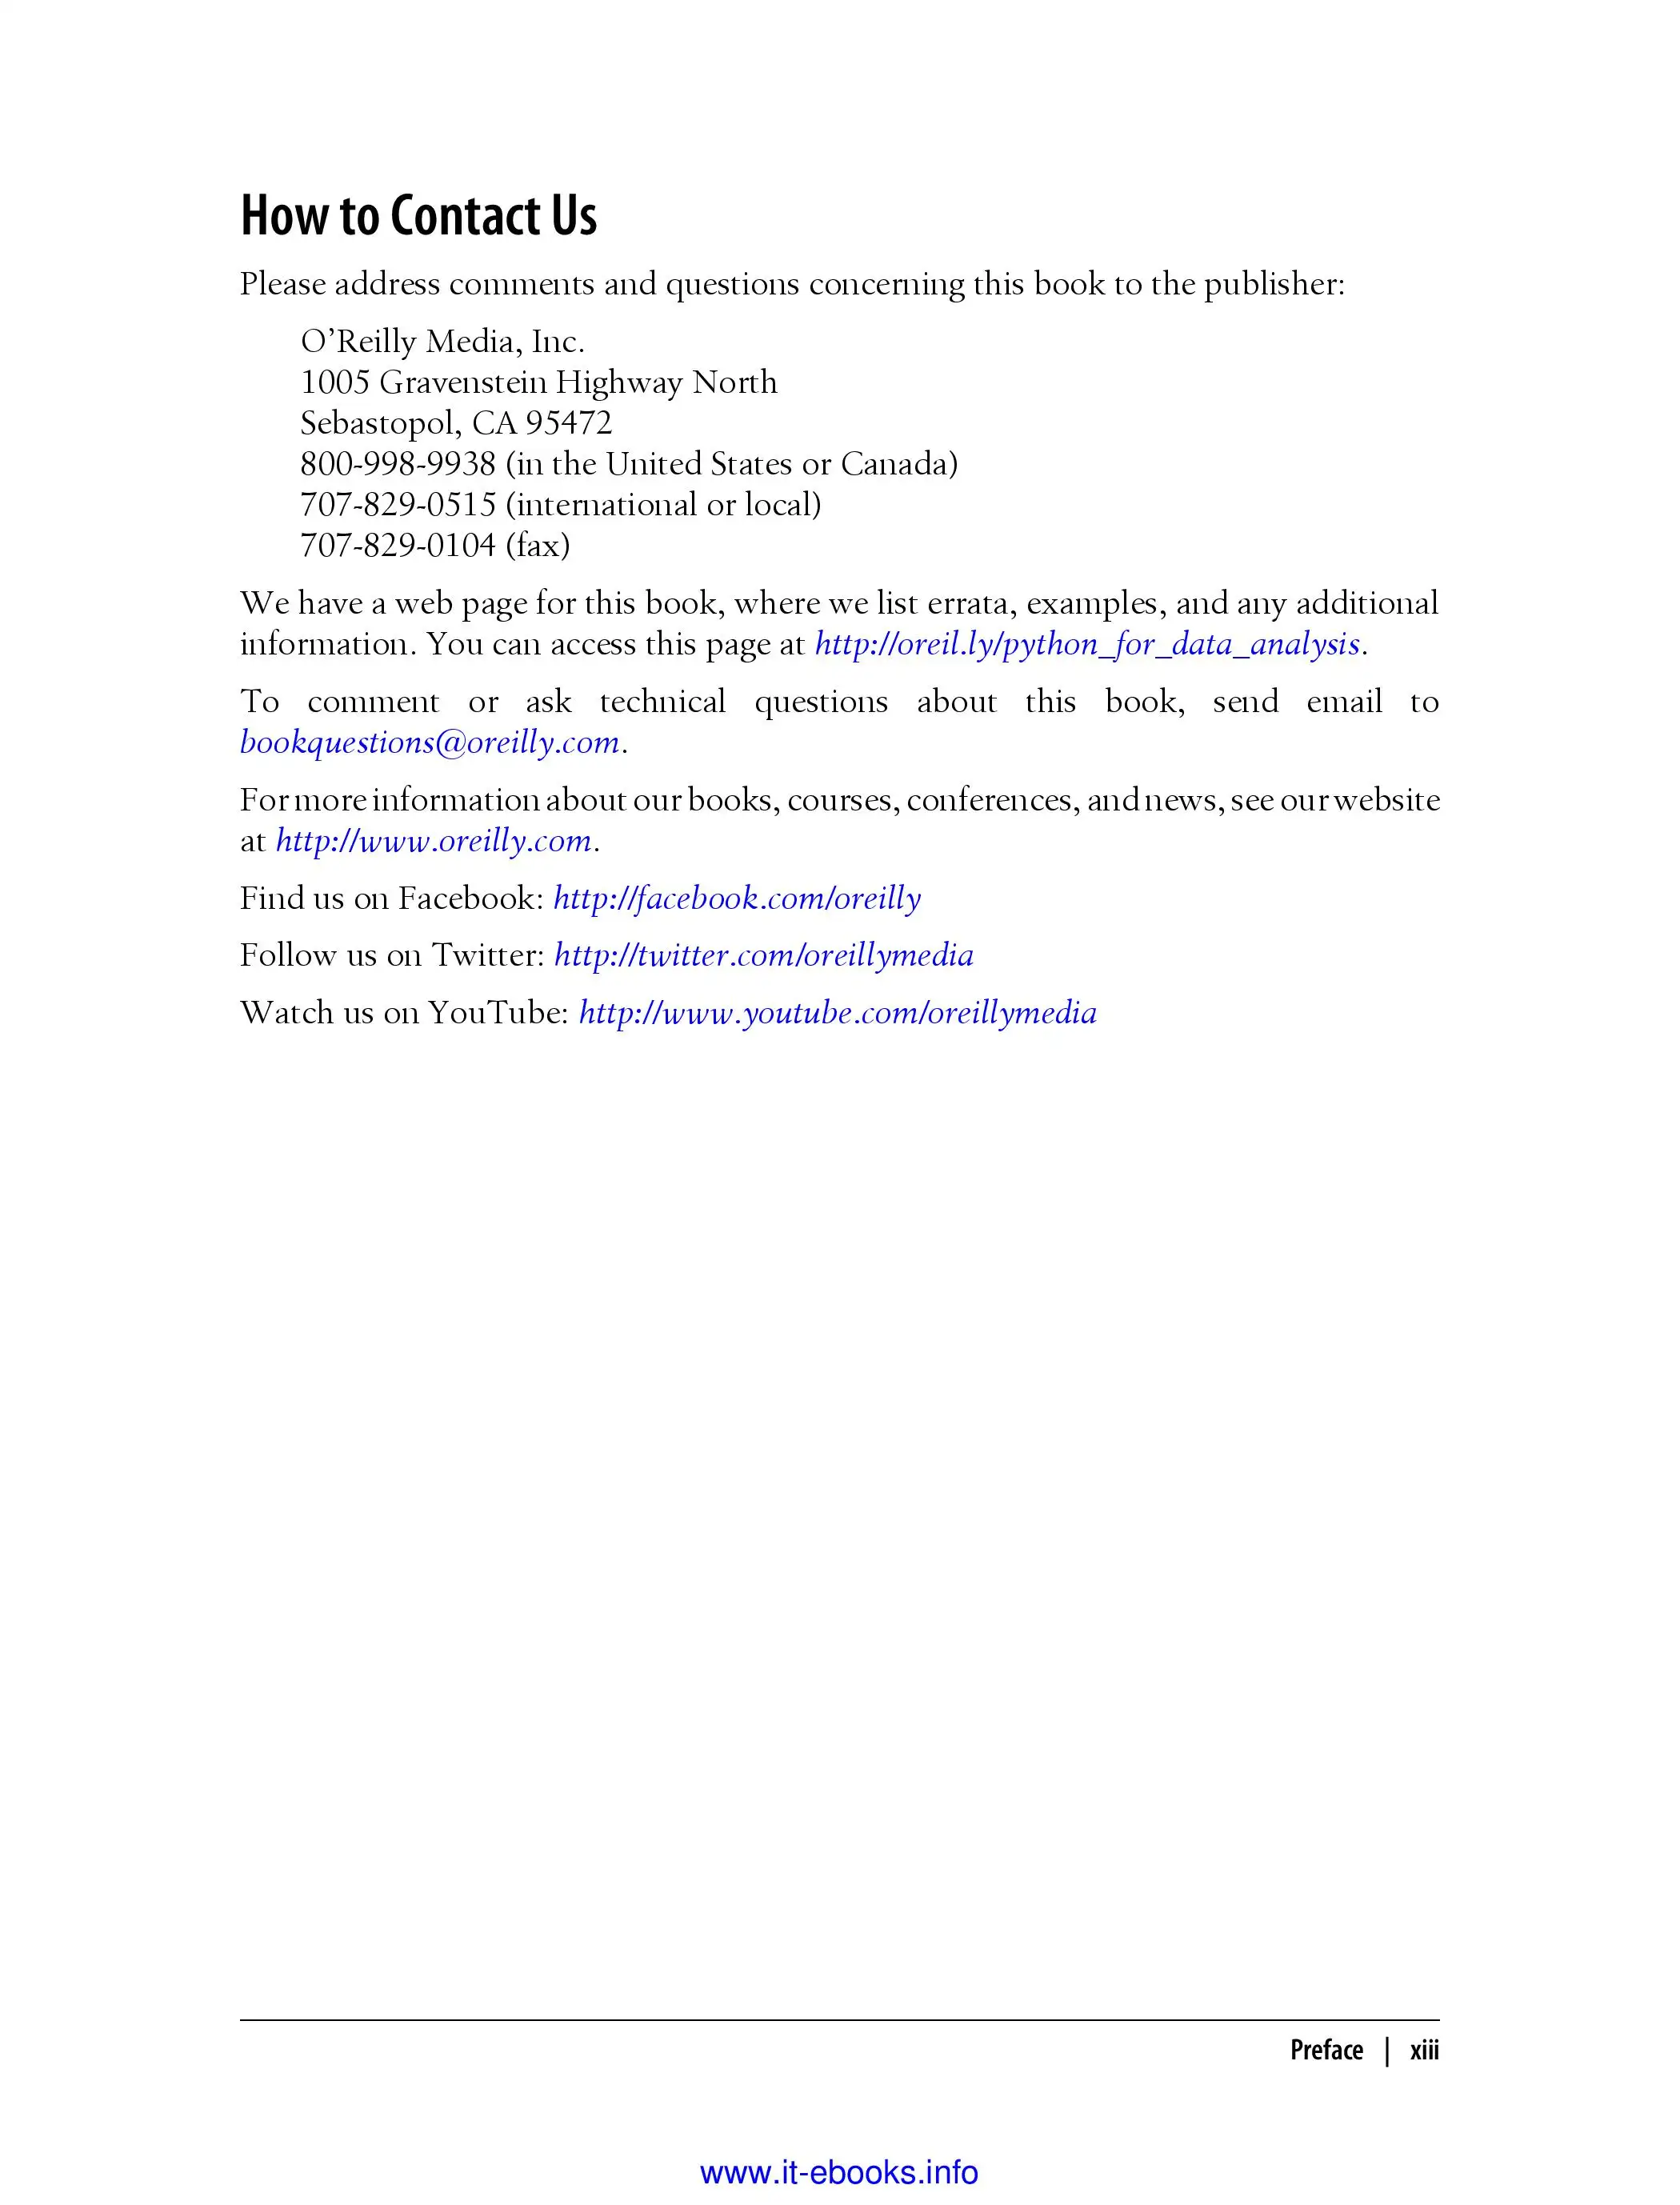 How to Contact Us
Please address comments and questions concerning this book to the publisher:
O’Reilly Media, Inc.
1005 Gravenstein Highway North
Sebastopol, CA 95472
800-998-9938 (in the United States or Canada)
707-829-0515 (international or local)
707-829-0104 (fax)
We have a web page for this book, where we list errata, examples, and any additional
information. You can access this page at http://oreil.ly/python_for_data_analysis.
To comment or ask technical questions about this book, send email to
bookquestions@oreilly.com.
For more information about our books, courses, conferences, and news, see our website
at http://www.oreilly.com.
Find us on Facebook: http://facebook.com/oreilly
Follow us on Twitter: http://twitter.com/oreillymedia
Watch us on YouTube: http://www.youtube.com/oreillymedia
Preface | xiii
www.it-ebooks.info